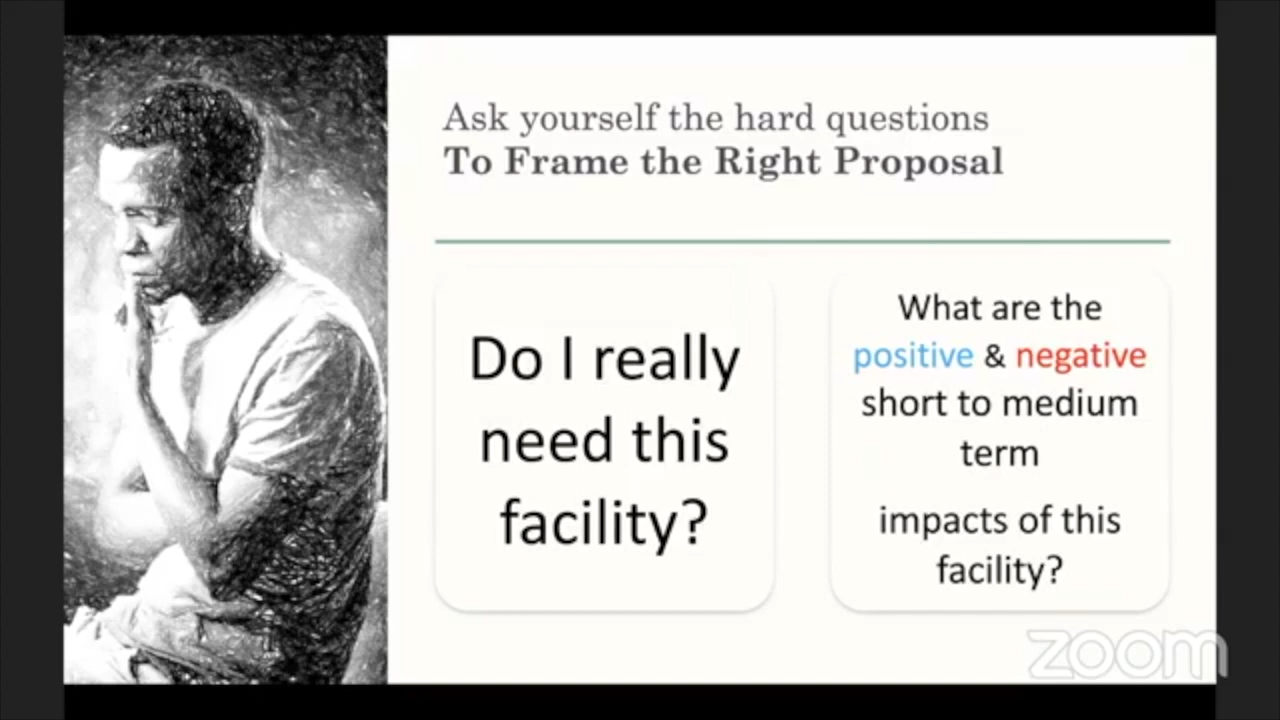 Ask yourself the hard questions
To Frame the Right Proposal
Do I really
need this
facility?
What are the
positive & negative
short to medium
term
impacts of this
facility?
zoom